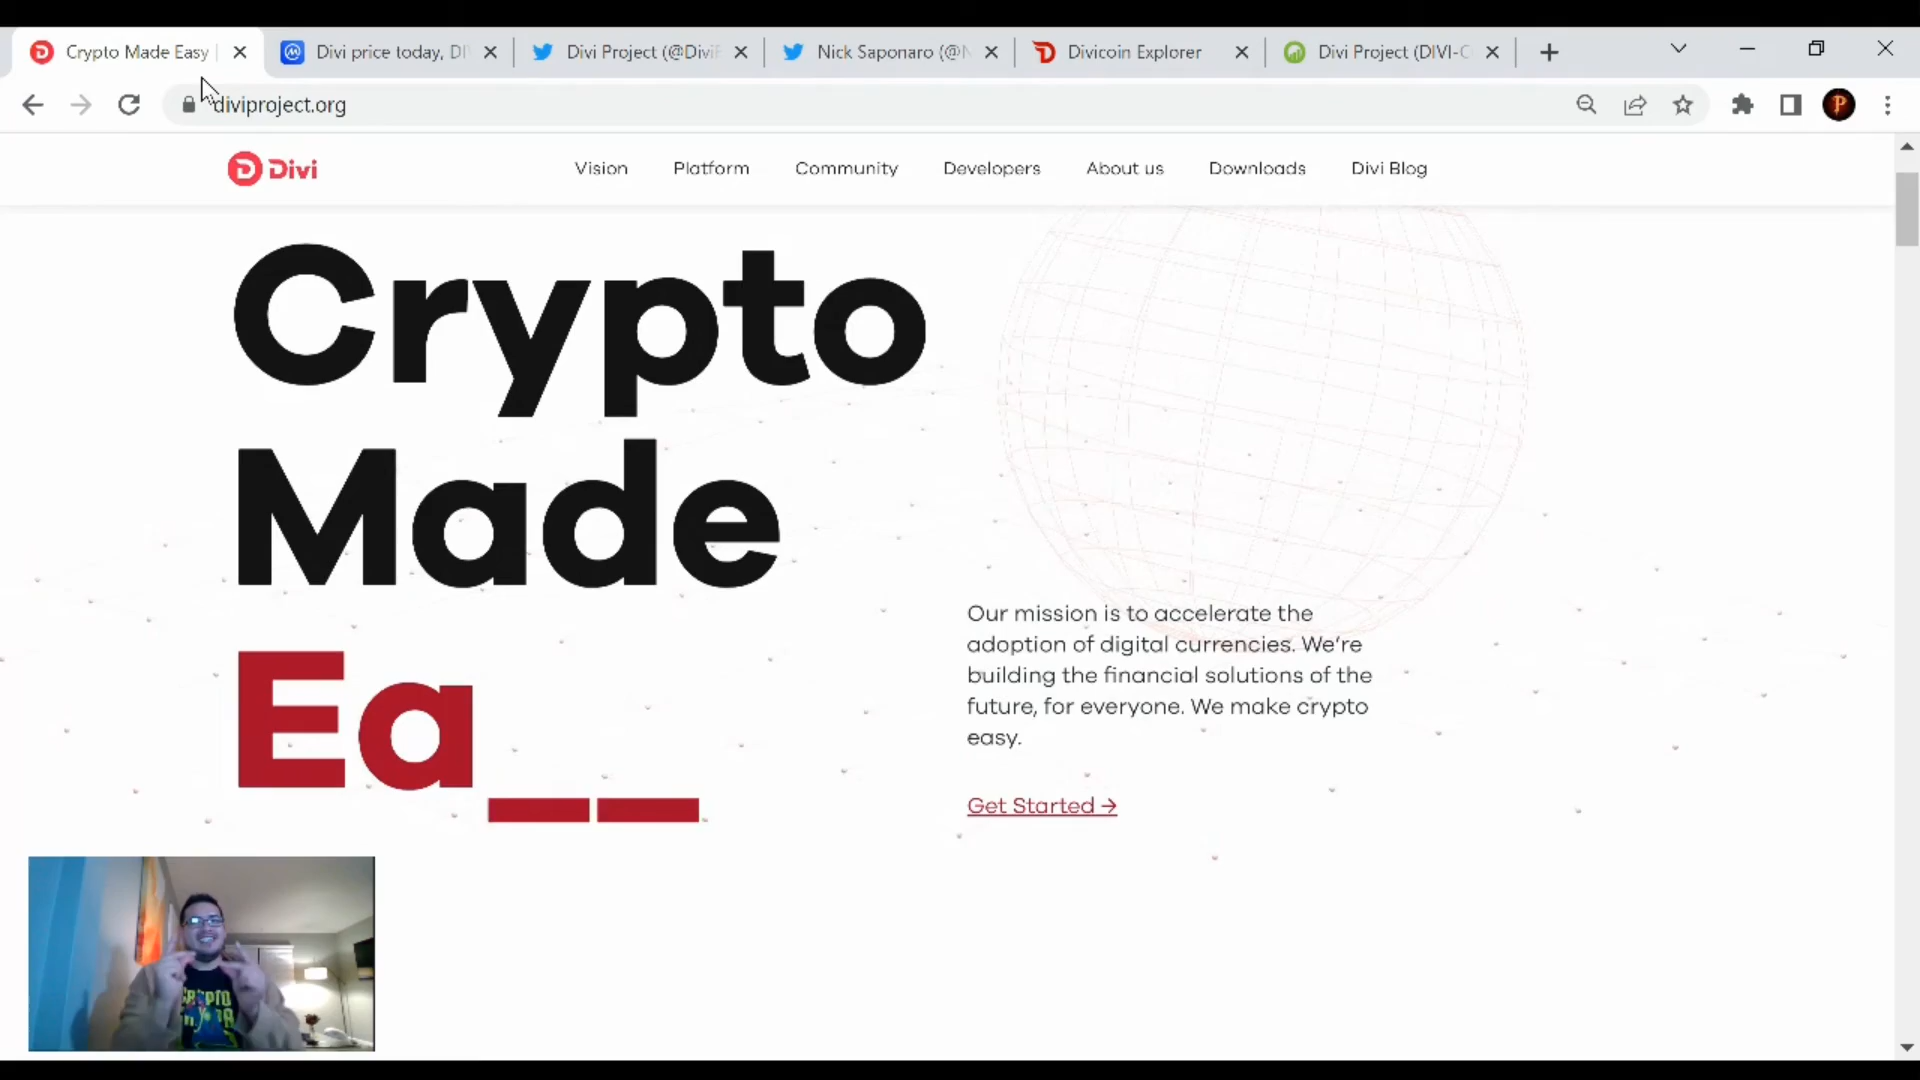 Crypto Made Easy |
Divi price today, DI
Divi Project (@Divi
Nick Saponaro (@N
Divicoin Explorer
Divi Project (DIVI-C
diviproject.org
P
Divi
Vision
Platform
Community
Developers
About us
Downloads
Divi Blog
Crypto
Made
Ea__
Our mission is to accelerate the
adoption of digital currencies. We're
building the financial solutions of the
future, for everyone. We make crypto
easy.
Get Started →